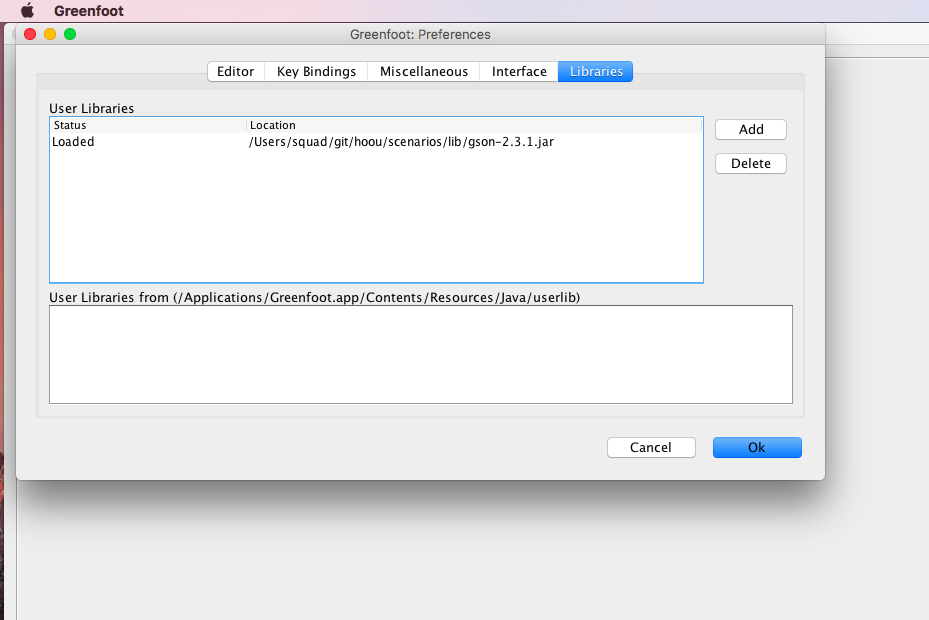 Greenfoot
Greenfoot: Preferences
Editor Key Bindings Miscellaneous Interface Libraries
User Libraries
Status Location
Loaded /Users/squad/git/hoou/scenarios/lib/gson-2.3.1.jar
Add
Delete
User Libraries from (/Applications/Greenfoot.app/Contents/Resources/Java/userlib)
Cancel Ok